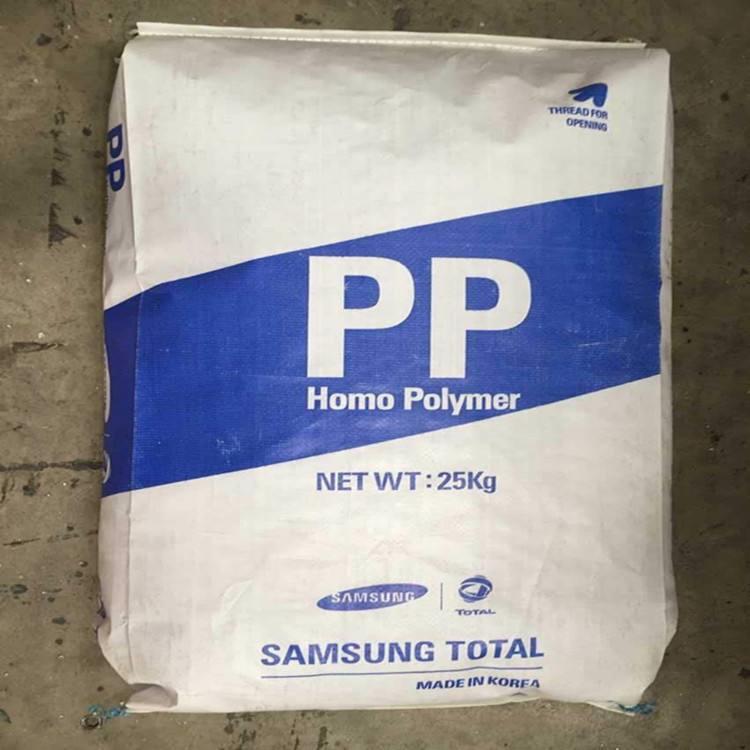 THREAD FOR
OPENING
PP
PP
Homo Polymer
NET WT : 25Kg
SAMSUNG
TOTAL
SAMSUNG TOTAL
MADE IN KOREA